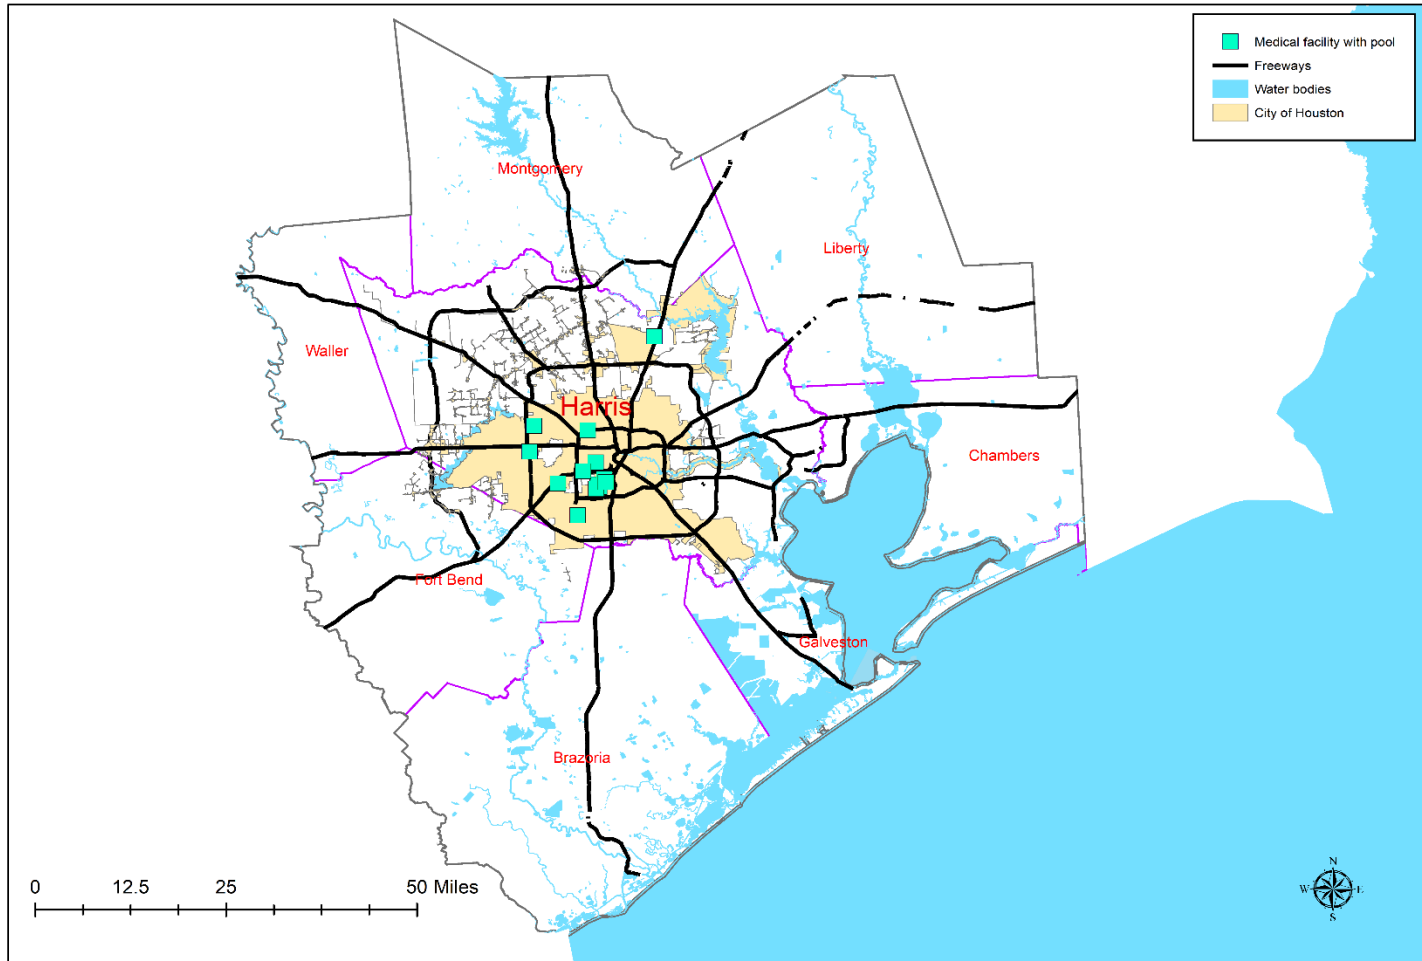 Medical facility with pool
Freeways
Water bodies
City of Houston
Montgomery
Liberty
Waller
Harris
Chambers
Fort Bend
Galveston
Brazoria
0 12.5 25 50 Miles
N
W E
S